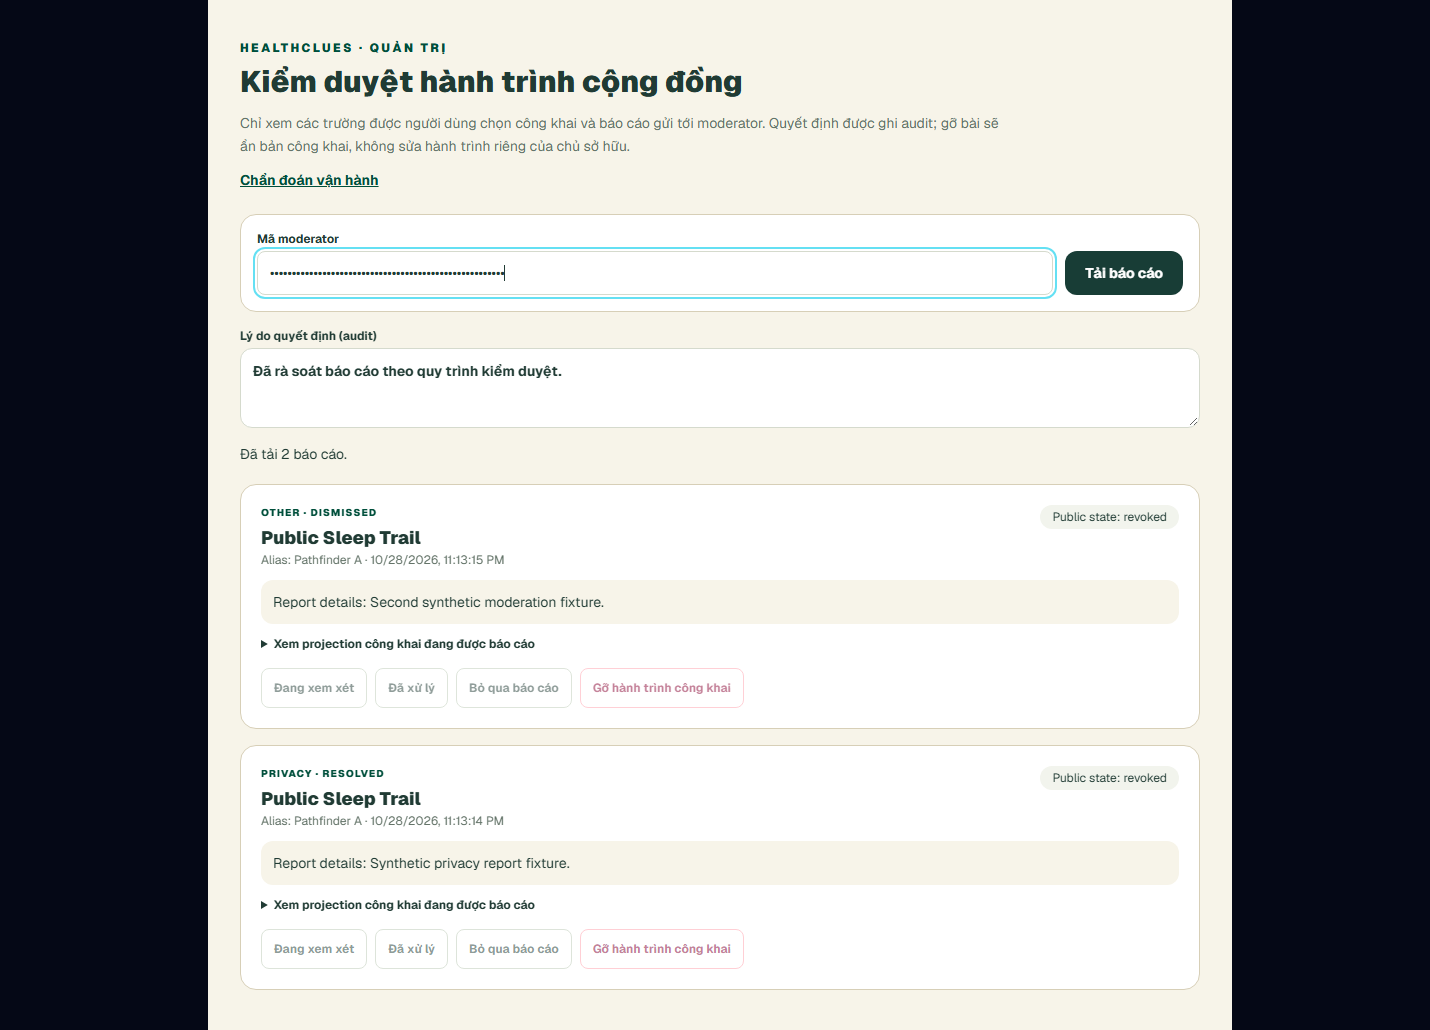 HEALTHCLUES · QUẢN TRỊ
Kiểm duyệt hành trình cộng đồng
Chỉ xem các trường được người dùng chọn công khai và báo cáo gửi tới moderator. Quyết định được ghi audit; gỡ bài sẽ
ẩn bản công khai, không sửa hành trình riêng của chủ sở hữu.
Chẩn đoán vận hành
Mã moderator
Tải báo cáo
Lý do quyết định (audit)
Đã rà soát báo cáo theo quy trình kiểm duyệt.
Đã tải 2 báo cáo.
OTHER · DISMISSED
Public state: revoked
Public Sleep Trail
Alias: Pathfinder A · 10/28/2026, 11:13:15 PM
Report details: Second synthetic moderation fixture.
Xem projection công khai đang được báo cáo
Đang xem xét
Đã xử lý
Bỏ qua báo cáo
Gỡ hành trình công khai
PRIVACY · RESOLVED
Public state: revoked
Public Sleep Trail
Alias: Pathfinder A · 10/28/2026, 11:13:14 PM
Report details: Synthetic privacy report fixture.
Xem projection công khai đang được báo cáo
Đang xem xét
Đã xử lý
Bỏ qua báo cáo
Gỡ hành trình công khai